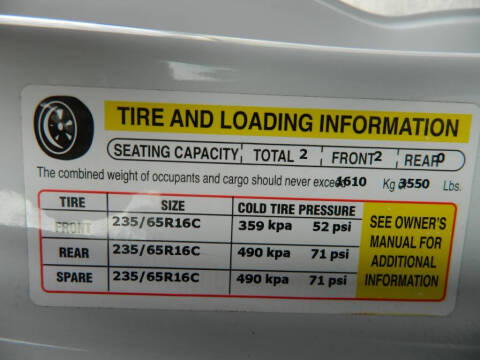 TIRE AND LOADING INFORMATION
SEATING CAPACITY TOTAL 2 FRONT 2 REAR 0
The combined weight of occupants and cargo should never exceed 1610 Kg 3550 Lbs.
TIRE SIZE COLD TIRE PRESSURE
FRONT 235/65R16C 359 kpa 52 psi
REAR 235/65R16C 490 kpa 71 psi
SPARE 235/65R16C 490 kpa 71 psi
SEE OWNER'S
MANUAL FOR
ADDITIONAL
INFORMATION